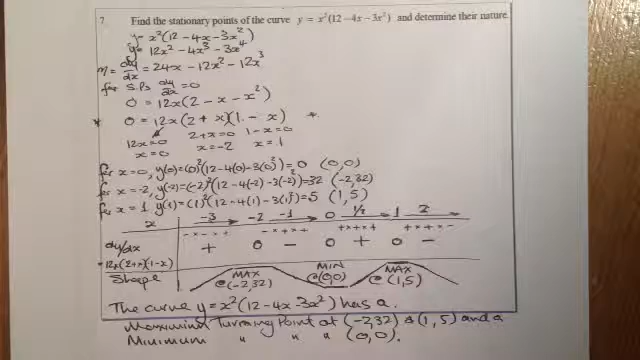 7. Find the stationary points of the curve y = x²(12 − 4x − 3x²) and determine their nature.
y = x²(12 − 4x − 3x²)
y = 12x² − 4x³ − 3x⁴
m = dy/dx = 24x − 12x² − 12x³
for S.Ps dy/dx = 0
0 = 12x(2 − x − x²)
* 0 = 12x(2 + x)(1 − x) *
12x = 0 2+x = 0 1−x = 0
x = 0 x = −2 x = 1
for x = 0, y(0) = (0)²(12 − 4(0) − 3(0)²) = 0 (0,0)
for x = −2, y(−2) = (−2)²(12 − 4(−2) − 3(−2)²) = 32 (−2,32)
for x = 1 y(1) = (1)²(12 − 4(1) − 3(1)²) = 5 (1,5)
x −3 → −2 −1 → 0 ½ → 1 2 →
− × − × + − × + × + + × + × + + × + × −
dy/dx + 0 − 0 + 0 −
* 12x(2+x)(1−x)
Shape MAX @(−2,32) MIN @(0,0) MAX @(1,5)
The curve y = x²(12 − 4x − 3x²) has a.
Maximum Turning Point at (−2,32) & (1,5) and a
Minimum " " " (0,0).